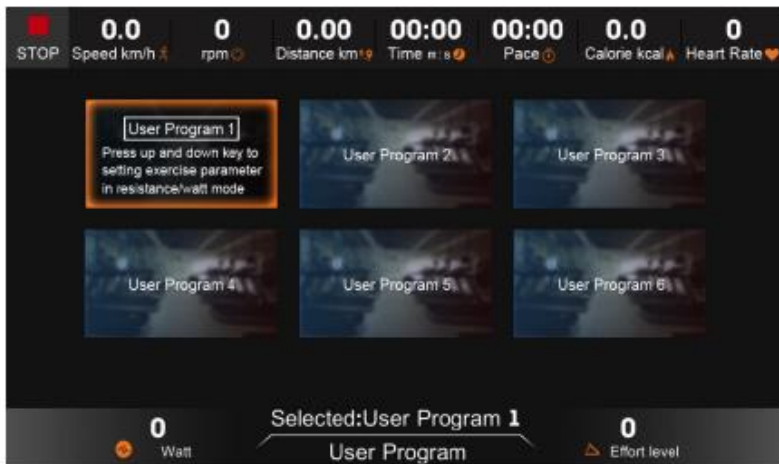 0.0 0 0.00 00:00 00:00 0.0 0
STOP Speed km/h rpm Distance km Time m:s Pace Calorie kcal Heart Rate
User Program 1
Press up and down key to
setting exercise parameter
in resistance/watt mode
User Program 2
User Program 3
User Program 4
User Program 5
User Program 6
0
Watt
Selected:User Program 1
User Program
0
Effort level